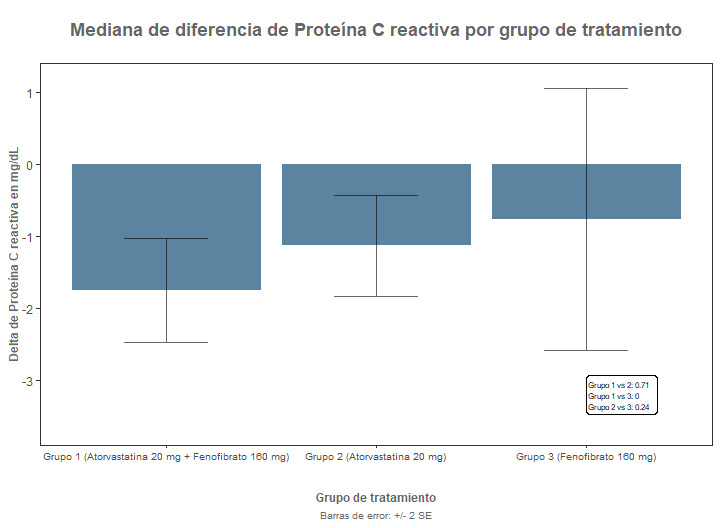 Mediana de diferencia de Proteína C reactiva por grupo de tratamiento
Delta de Proteína C reactiva en mg/dL
1
0
-1
-2
-3
Grupo 1 vs 2: 0.71
Grupo 1 vs 3: 0
Grupo 2 vs 3: 0.24
Grupo 1 (Atorvastatina 20 mg + Fenofibrato 160 mg)
Grupo 2 (Atorvastatina 20 mg)
Grupo 3 (Fenofibrato 160 mg)
Grupo de tratamiento
Barras de error: +/- 2 SE